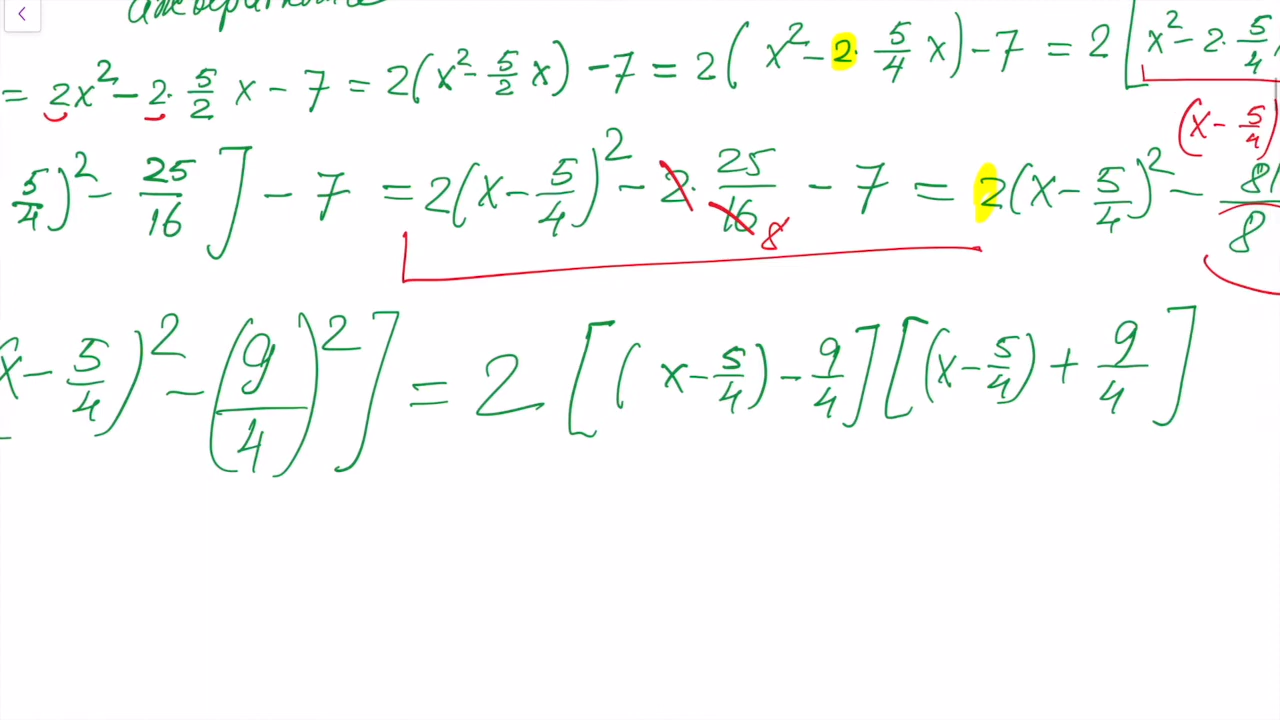 = 2x² - 2 · 5/2 x - 7 = 2(x² - 5/2 x) - 7 = 2(x² - 2 · 5/4 x) - 7 = 2[x² - 2 · 5/4
(x - 5/4)
5/4)² - 25/16] - 7 = 2(x - 5/4)² - 2 · 25/16 - 7 = 2(x - 5/4)² - 81/8
8
x - 5/4)² - (9/4)²] = 2[(x - 5/4) - 9/4][(x - 5/4) + 9/4]